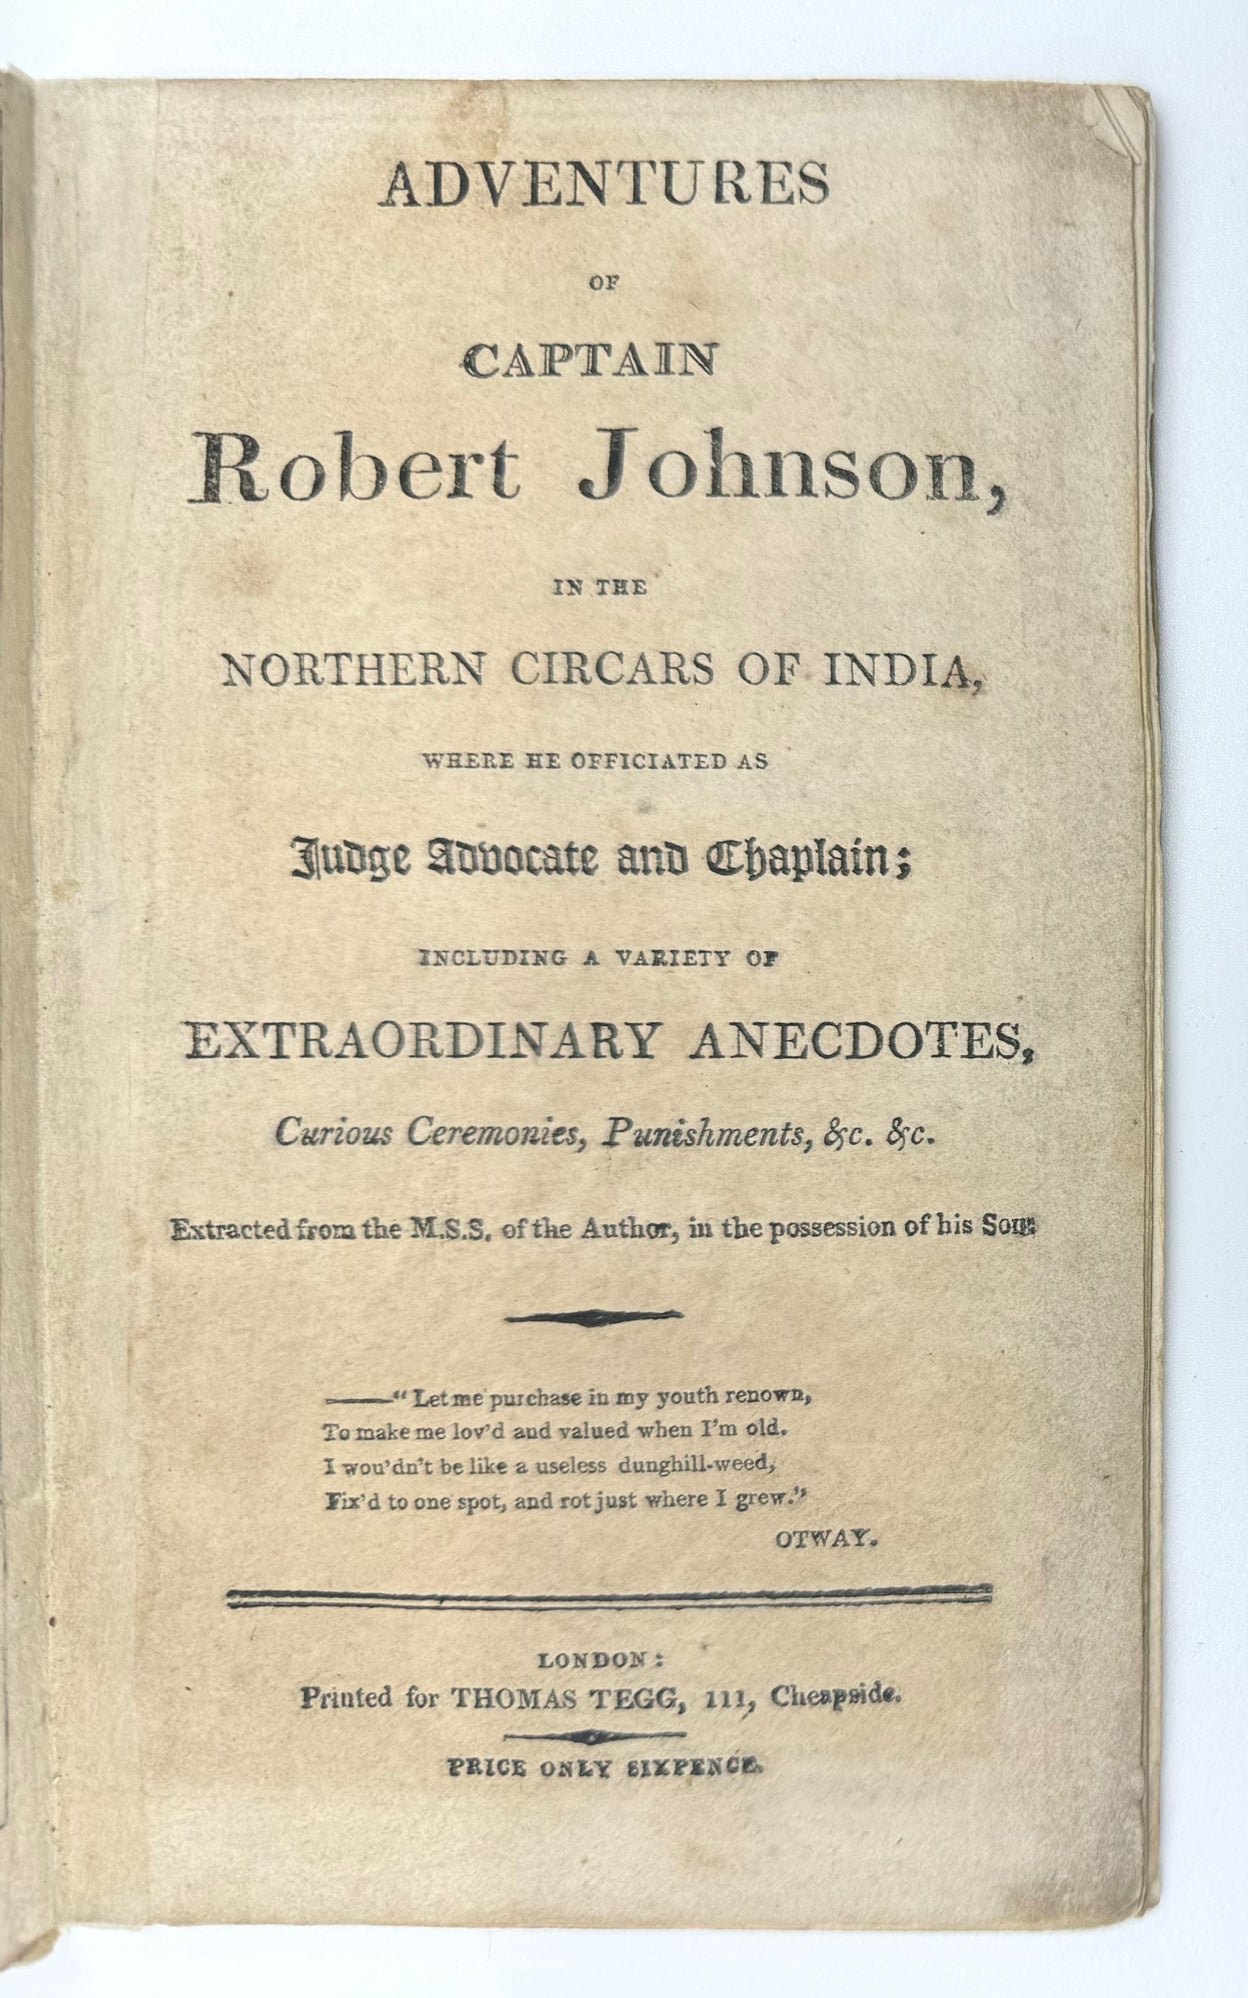 ADVENTURES
OF
CAPTAIN
Robert Johnson,
IN THE
NORTHERN CIRCARS OF INDIA,
WHERE HE OFFICIATED AS
Judge Advocate and Chaplain;
INCLUDING A VARIETY OF
EXTRAORDINARY ANECDOTES,
Curious Ceremonies, Punishments, &c. &c.
Extracted from the M.S.S. of the Author, in the possession of his Son:
——“ Let me purchase in my youth renown,
To make me lov’d and valued when I’m old.
I wou’dn’t be like a useless dunghill-weed,
Fix’d to one spot, and rot just where I grew.”
OTWAY.
LONDON:
Printed for THOMAS TEGG, 111, Cheapside.
PRICE ONLY SIXPENCE.